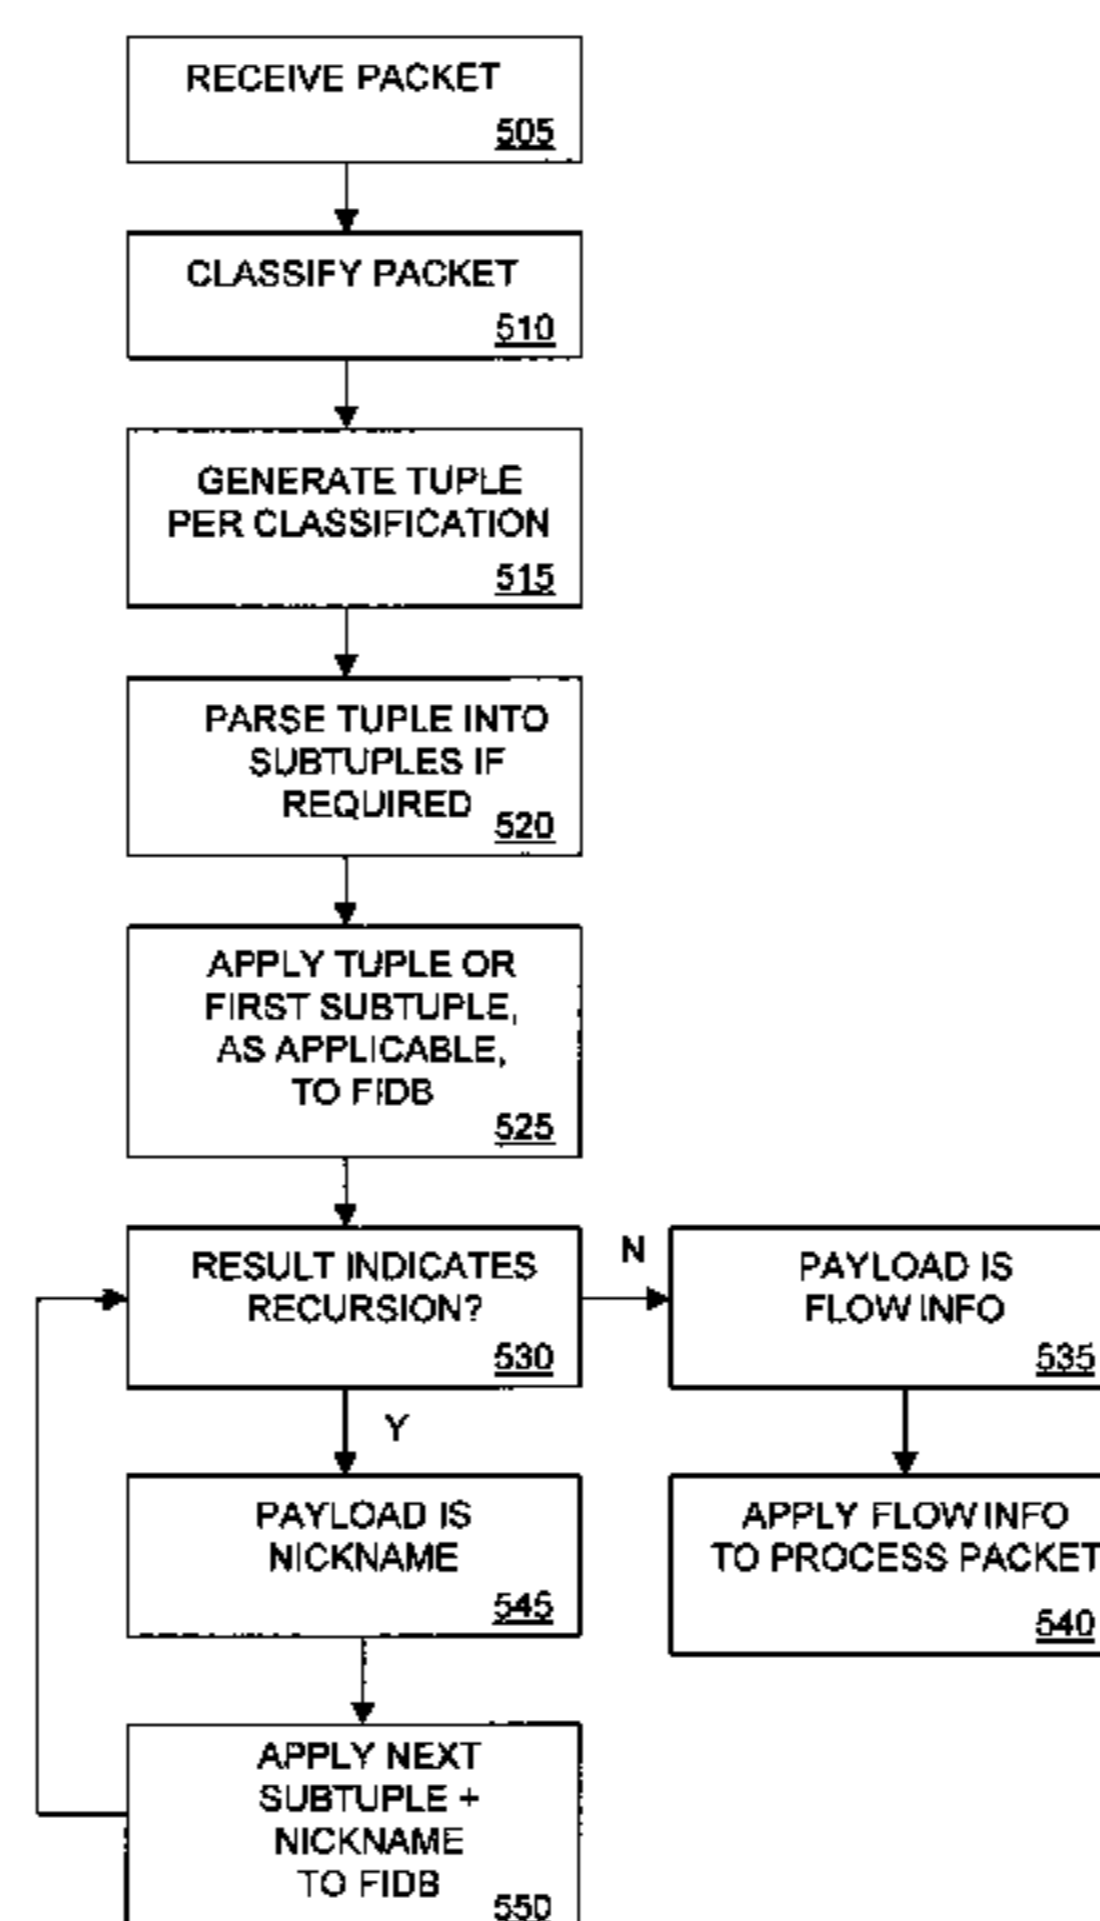 RECEIVE PACKET
505
CLASSIFY PACKET
510
GENERATE TUPLE
PER CLASSIFICATION
515
PARSE TUPLE INTO
SUBTUPLES IF
REQUIRED
520
APPLY TUPLE OR
FIRST SUBTUPLE,
AS APPLICABLE,
TO FIDB
525
RESULT INDICATES
RECURSION?
530
N
PAYLOAD IS
FLOW INFO
535
Y
PAYLOAD IS
NICKNAME
545
APPLY FLOW INFO
TO PROCESS PACKET
540
APPLY NEXT
SUBTUPLE +
NICKNAME
TO FIDB
550